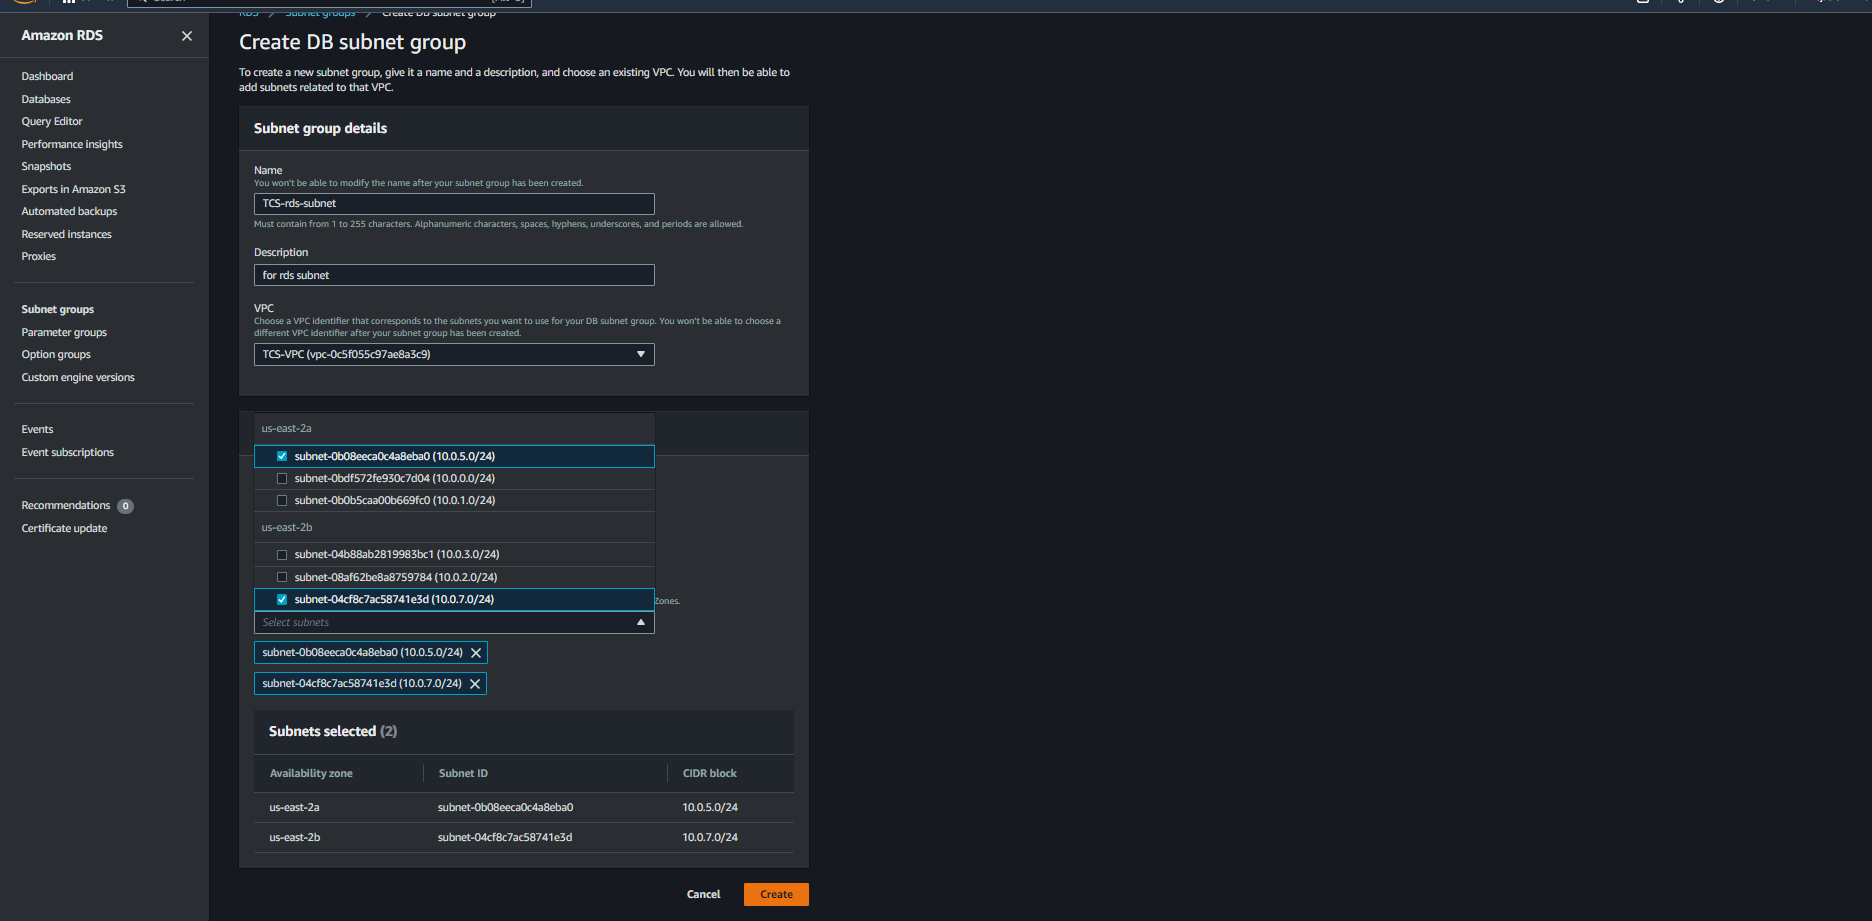 RDS > Subnet groups > Create DB subnet group
Amazon RDS
Dashboard
Databases
Query Editor
Performance insights
Snapshots
Exports in Amazon S3
Automated backups
Reserved instances
Proxies
Subnet groups
Parameter groups
Option groups
Custom engine versions
Events
Event subscriptions
Recommendations 0
Certificate update
Create DB subnet group
To create a new subnet group, give it a name and a description, and choose an existing VPC. You will then be able to
add subnets related to that VPC.
Subnet group details
Name
You won't be able to modify the name after your subnet group has been created.
TCS-rds-subnet
Must contain from 1 to 255 characters. Alphanumeric characters, spaces, hyphens, underscores, and periods are allowed.
Description
for rds subnet
VPC
Choose a VPC identifier that corresponds to the subnets you want to use for your DB subnet group. You won't be able to choose a
different VPC identifier after your subnet group has been created.
TCS-VPC (vpc-0c5f055c97ae8a3c9)
us-east-2a
subnet-0b08eeca0c4a8eba0 (10.0.5.0/24)
subnet-0bdf572fe930c7d04 (10.0.0.0/24)
subnet-0b0b5caa00b669fc0 (10.0.1.0/24)
us-east-2b
subnet-04b88ab2819983bc1 (10.0.3.0/24)
subnet-08af62be8a8759784 (10.0.2.0/24)
subnet-04cf8c7ac58741e3d (10.0.7.0/24)
Zones.
Select subnets
subnet-0b08eeca0c4a8eba0 (10.0.5.0/24)
subnet-04cf8c7ac58741e3d (10.0.7.0/24)
Subnets selected (2)
Availability zone Subnet ID CIDR block
us-east-2a subnet-0b08eeca0c4a8eba0 10.0.5.0/24
us-east-2b subnet-04cf8c7ac58741e3d 10.0.7.0/24
Cancel Create